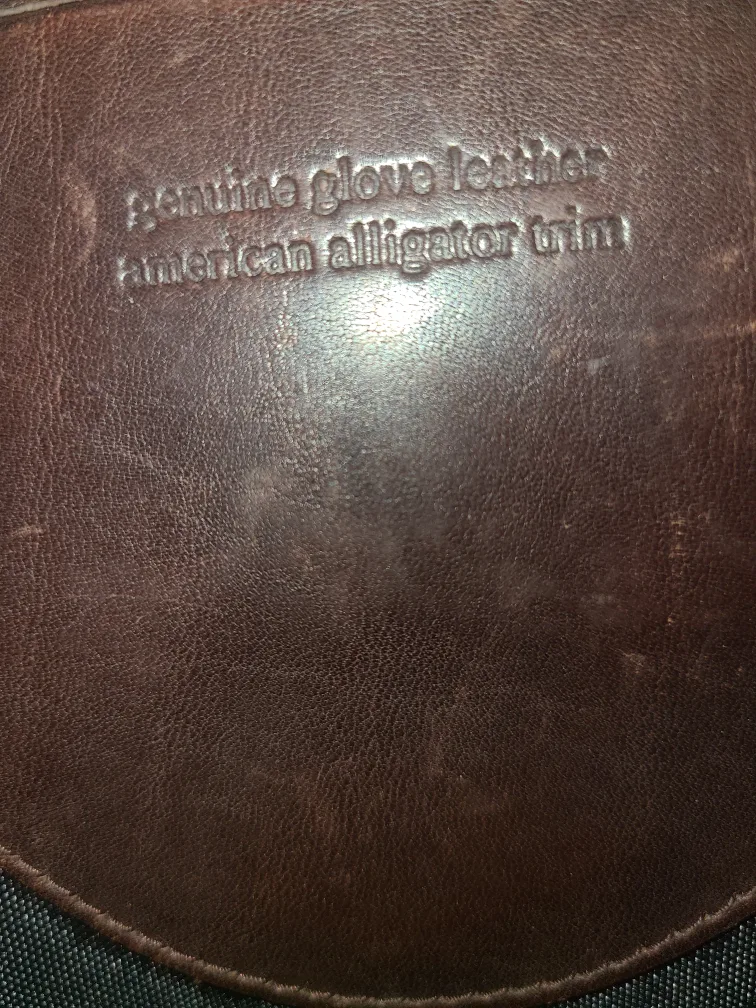 genuine glove leather
american alligator trim